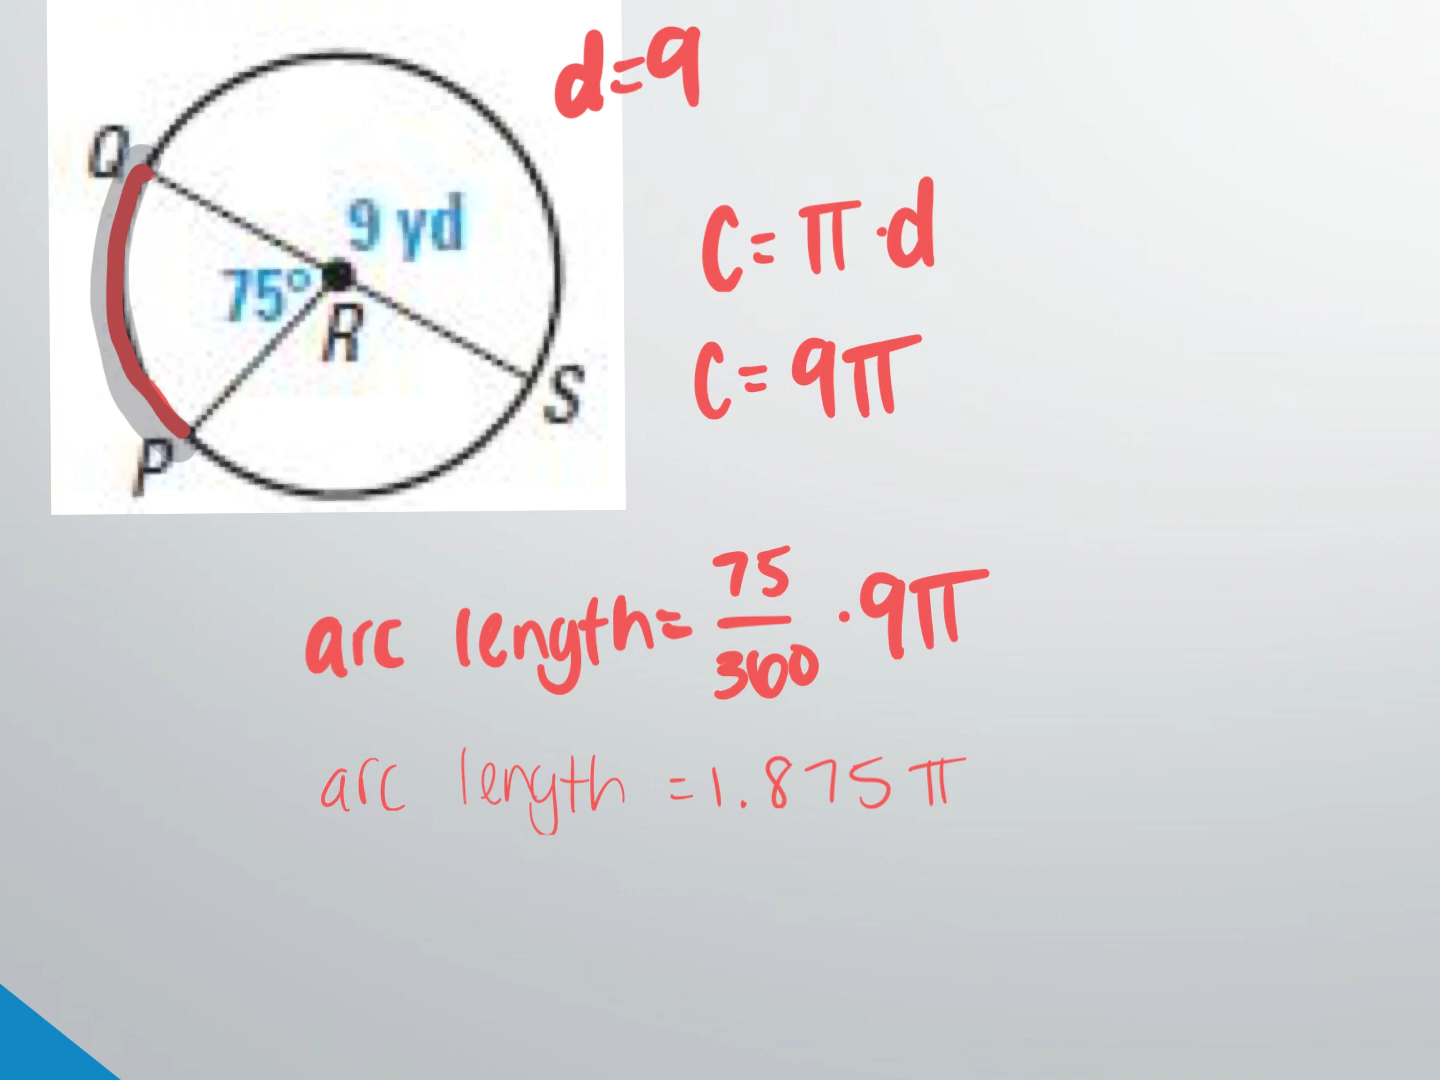 d=9
Q
9 yd
75°
R
S
P
C=π·d
C=9π
arc length= 75/360 ·9π
arc length =1.875π